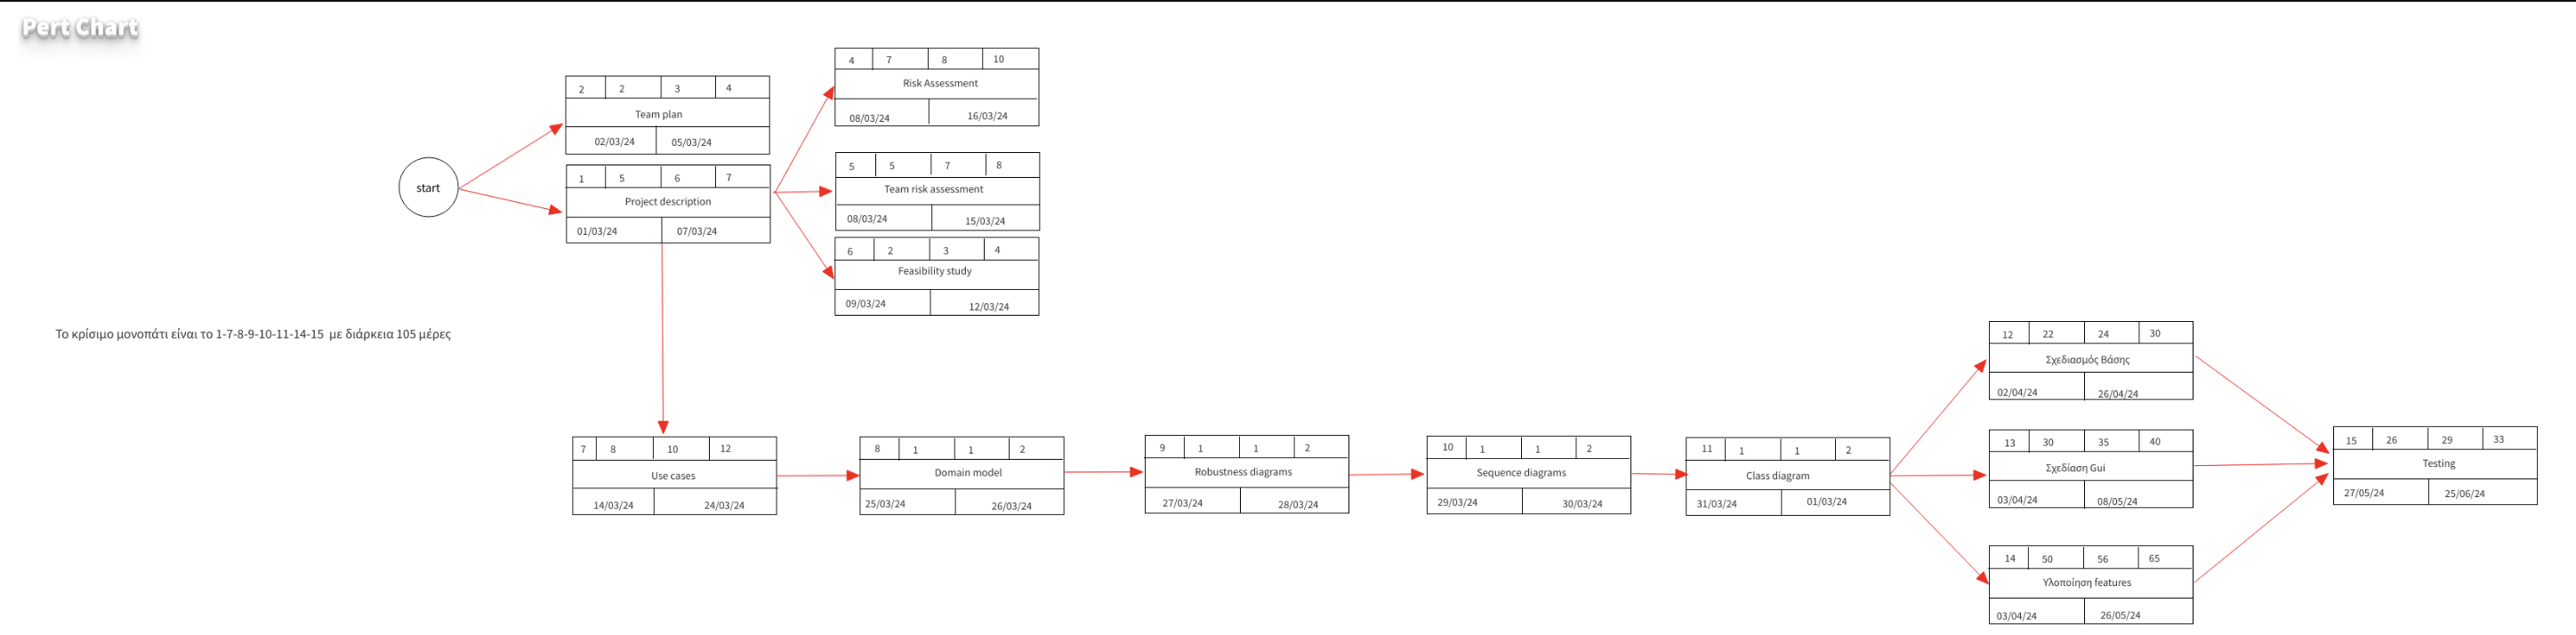 Pert Chart
start
2 2 3 4
Team plan
02/03/24 05/03/24
1 5 6 7
Project description
01/03/24 07/03/24
4 7 8 10
Risk Assessment
08/03/24 16/03/24
5 5 7 8
Team risk assessment
08/03/24 15/03/24
6 2 3 4
Feasibility study
09/03/24 12/03/24
Το κρίσιμο μονοπάτι είναι το 1-7-8-9-10-11-14-15 με διάρκεια 105 μέρες
7 8 10 12
Use cases
14/03/24 24/03/24
8 1 1 2
Domain model
25/03/24 26/03/24
9 1 1 2
Robustness diagrams
27/03/24 28/03/24
10 1 1 2
Sequence diagrams
29/03/24 30/03/24
11 1 1 2
Class diagram
31/03/24 01/03/24
12 22 24 30
Σχεδιασμός Βάσης
02/04/24 26/04/24
13 30 35 40
Σχεδίαση Gui
03/04/24 08/05/24
14 50 56 65
Υλοποίηση features
03/04/24 26/05/24
15 26 29 33
Testing
27/05/24 25/06/24